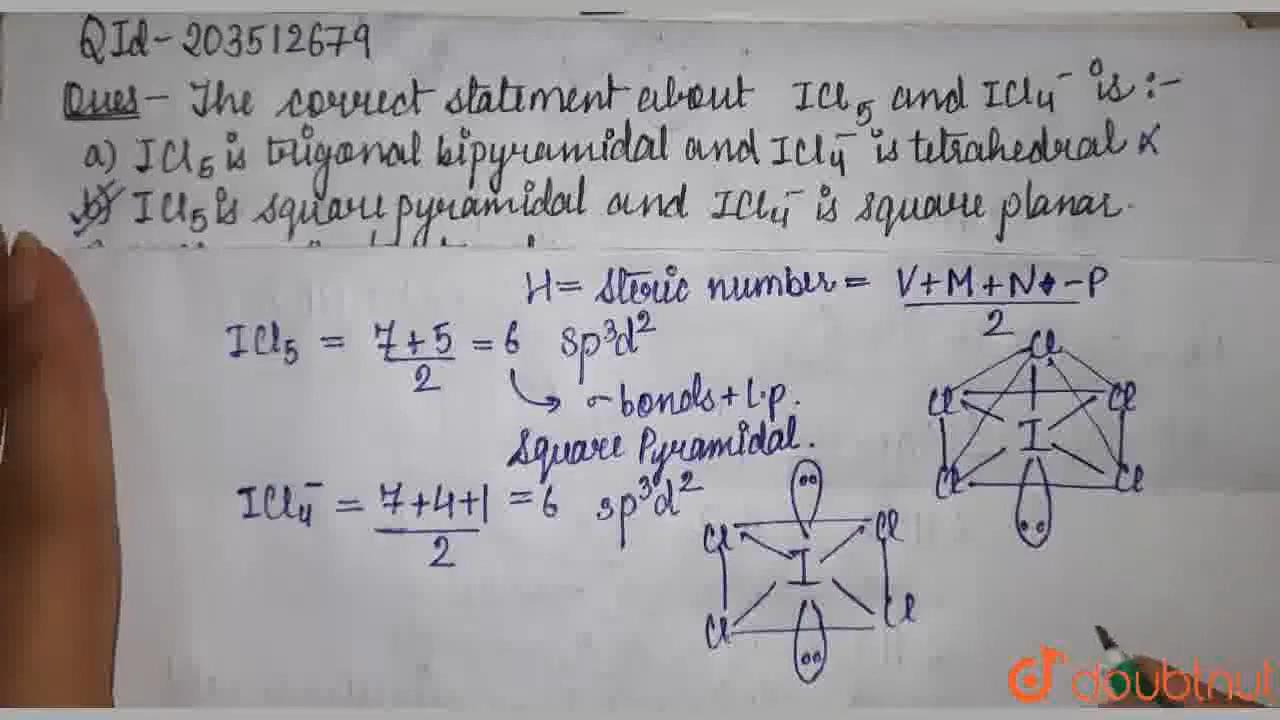 QId-203512679
Ques- The correct statement about ICl5 and ICl4⁻ is:-
a) ICl5 is trigonal bipyramidal and ICl4⁻ is tetrahedral x
b) ICl5 is square pyramidal and ICl4⁻ is square planar.
H = Steric number = V+M+N-P / 2
ICl5 = 7+5 / 2 = 6 sp³d²
σ-bonds + l.p.
Square Pyramidal.
Cl
Cl Cl
I
Cl Cl
ICl4⁻ = 7+4+1 / 2 = 6 sp³d²
Cl Cl
I
Cl Cl
doubtnut